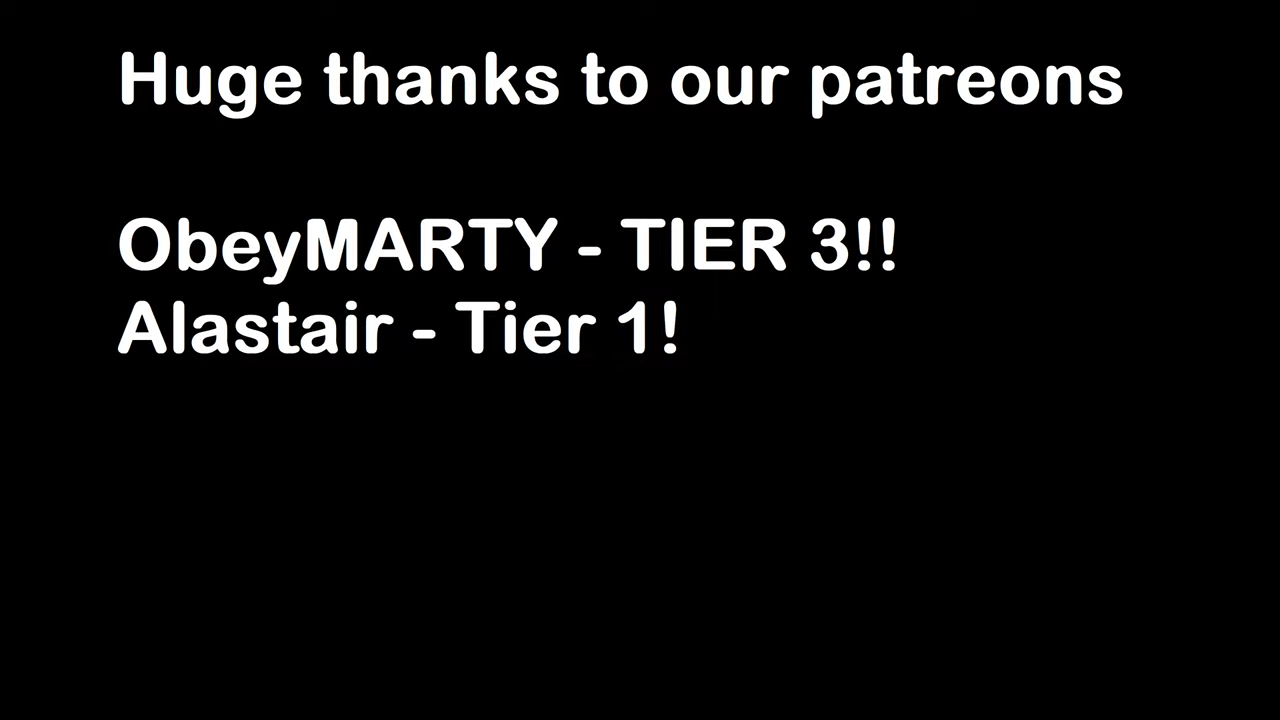 Huge thanks to our patreons
ObeyMARTY - TIER 3!!
Alastair - Tier 1!